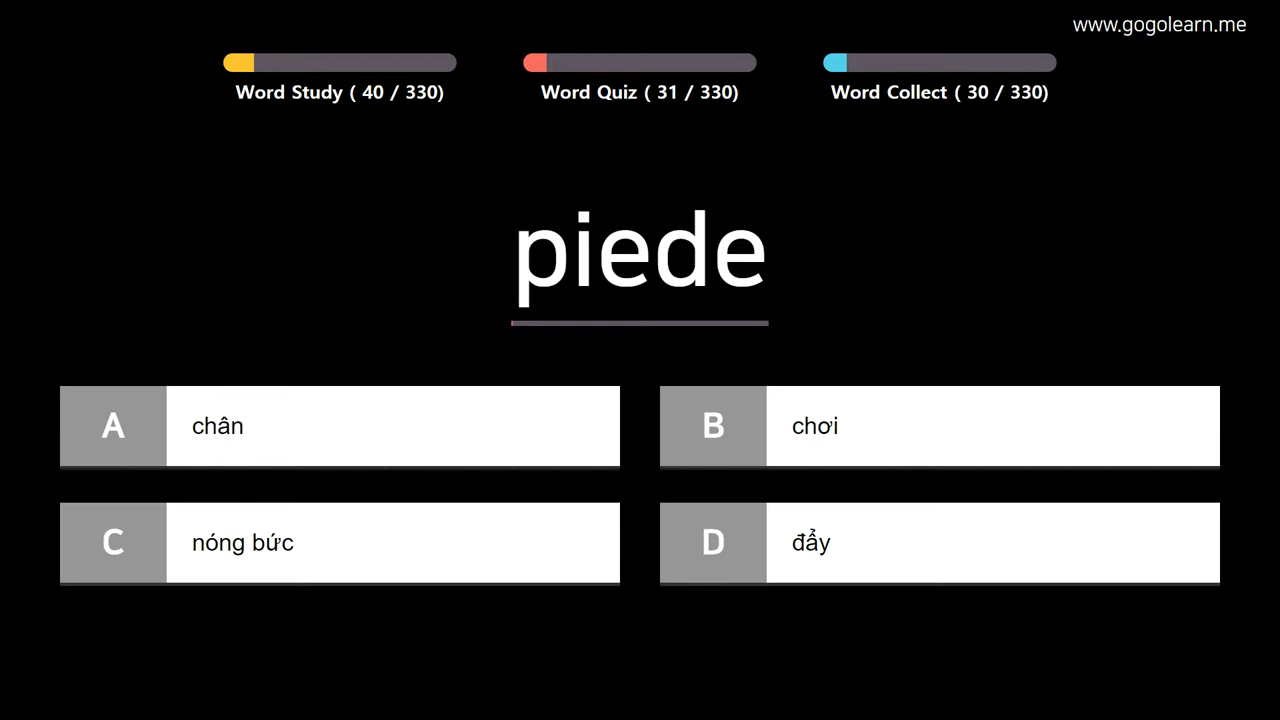 www.gogolearn.me
Word Study ( 40 / 330)
Word Quiz ( 31 / 330)
Word Collect ( 30 / 330)
piede
A chân
B chơi
C nóng bức
D đẩy